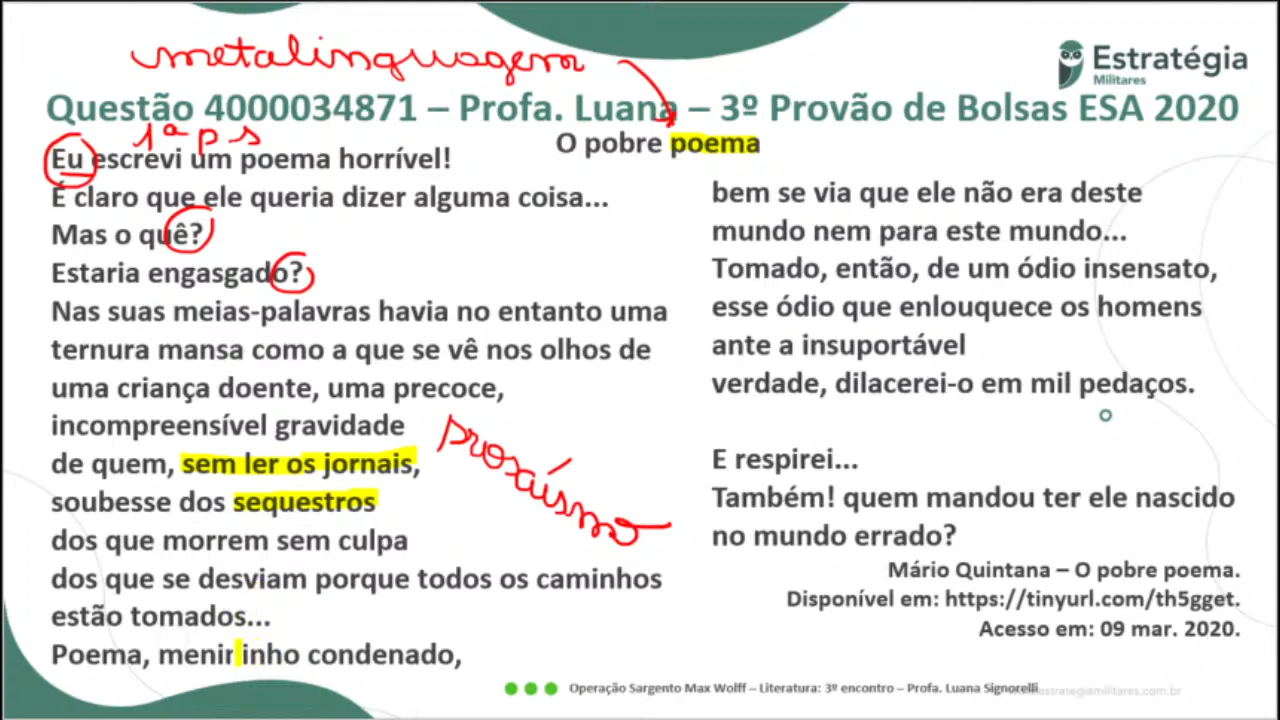 metalinguagem
Estratégia
Militares
Questão 4000034871 – Profa. Luana – 3º Provão de Bolsas ESA 2020
1ª p s
O pobre poema
Eu escrevi um poema horrível!
É claro que ele queria dizer alguma coisa...
Mas o quê?
Estaria engasgado?
Nas suas meias-palavras havia no entanto uma
ternura mansa como a que se vê nos olhos de
uma criança doente, uma precoce,
incompreensível gravidade
de quem, sem ler os jornais,
soubesse dos sequestros
dos que morrem sem culpa
dos que se desviam porque todos os caminhos
estão tomados...
Poema, menininho condenado,
prosaísmo
bem se via que ele não era deste
mundo nem para este mundo...
Tomado, então, de um ódio insensato,
esse ódio que enlouquece os homens
ante a insuportável
verdade, dilacerei-o em mil pedaços.
E respirei...
Também! quem mandou ter ele nascido
no mundo errado?
Mário Quintana – O pobre poema.
Disponível em: https://tinyurl.com/th5gget.
Acesso em: 09 mar. 2020.
Operação Sargento Max Wolff – Literatura: 3º encontro – Profa. Luana Signorelli
estrategiamilitares.com.br